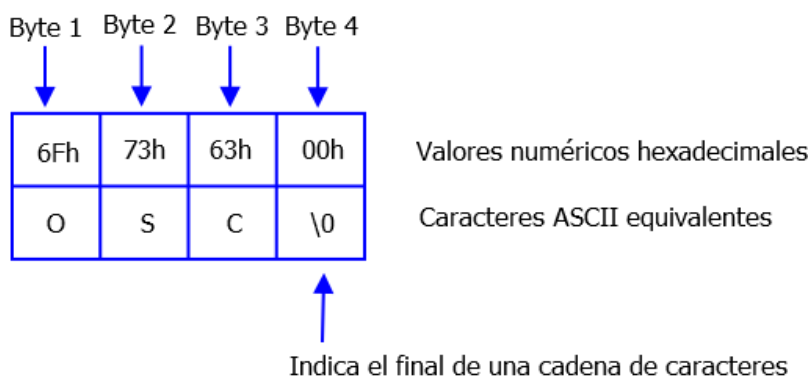 Byte 1 Byte 2 Byte 3 Byte 4
6Fh 73h 63h 00h Valores numéricos hexadecimales
O S C \0 Caracteres ASCII equivalentes
Indica el final de una cadena de caracteres